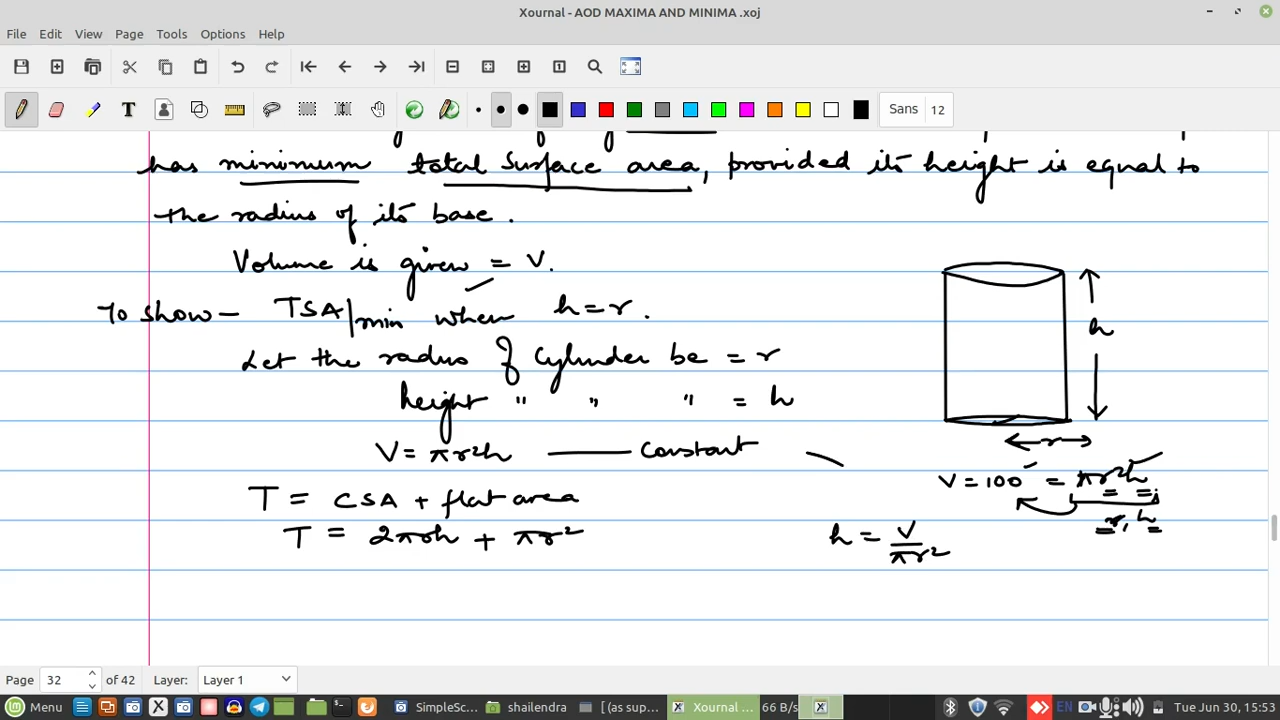 Xournal - AOD MAXIMA AND MINIMA .xoj
File Edit View Page Tools Options Help
Sans 12
has minimum total surface area, provided its height is equal to
the radius of its base.
Volume is given = V.
To show- TSA|min when h=r.
Let the radius of cylinder be = r
height " " " = h
V = πr²h —— Constant
T = CSA + flat area
T = 2πrh + πr²
h
r
V = 100 = πr²h
r, h
h = V/πr²
Page 32 of 42 Layer: Layer 1
Menu SimpleSc... shailendra [ (as sup... Xournal ... 66 B/s EN Tue Jun 30, 15:53